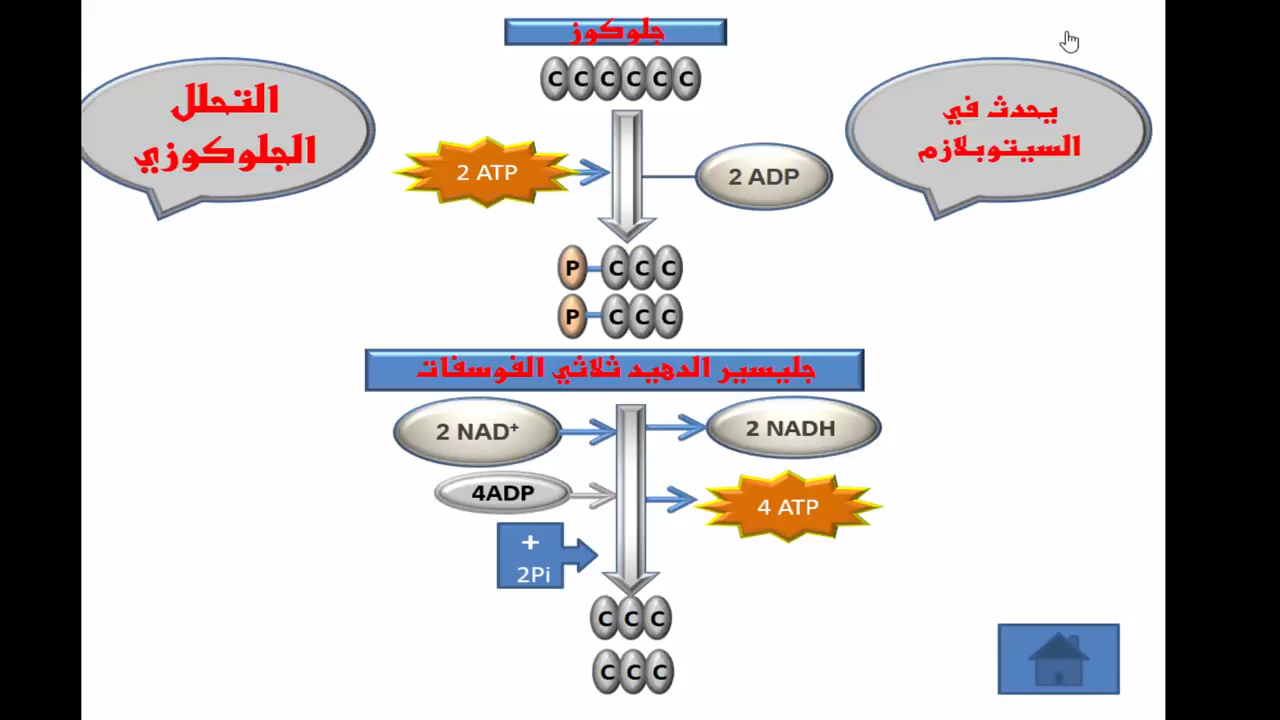 جلوكوز
C C C C C C
التحلل
الجلوكوزي
يحدث في
السيتوبلازم
2 ATP
2 ADP
P C C C
P C C C
جليسير الدهيد ثلاثي الفوسفات
2 NAD⁺
2 NADH
4ADP
4 ATP
+
2Pi
C C C
C C C